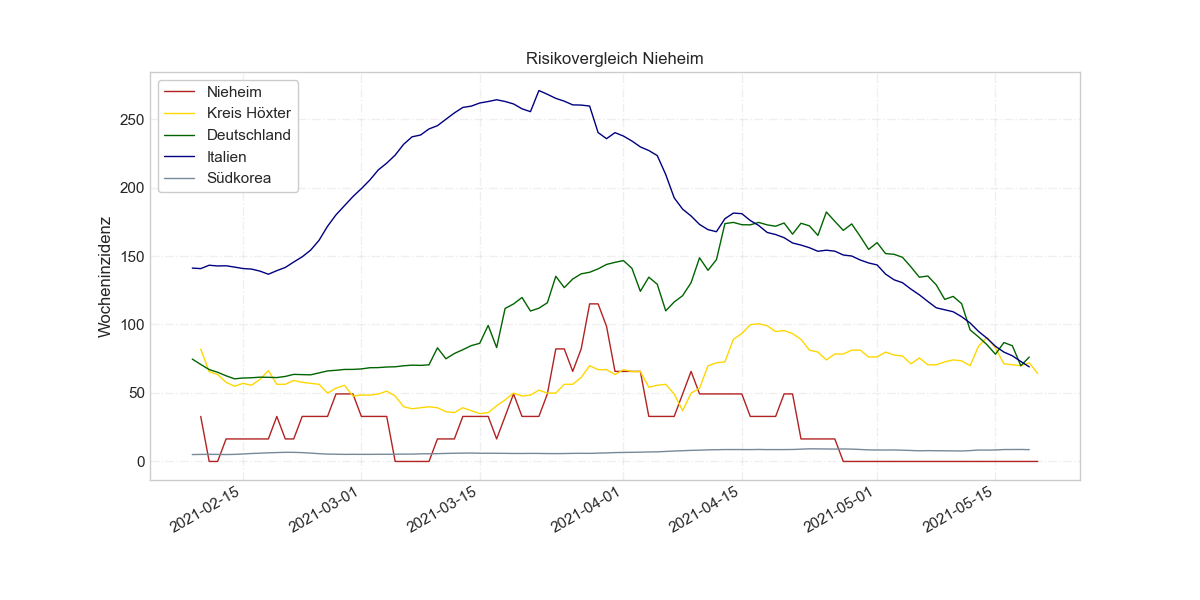 Risikovergleich Nieheim
Nieheim
Kreis Höxter
Deutschland
Italien
Südkorea
Wocheninzidenz
250
200
150
100
50
0
2021-02-15
2021-03-01
2021-03-15
2021-04-01
2021-04-15
2021-05-01
2021-05-15